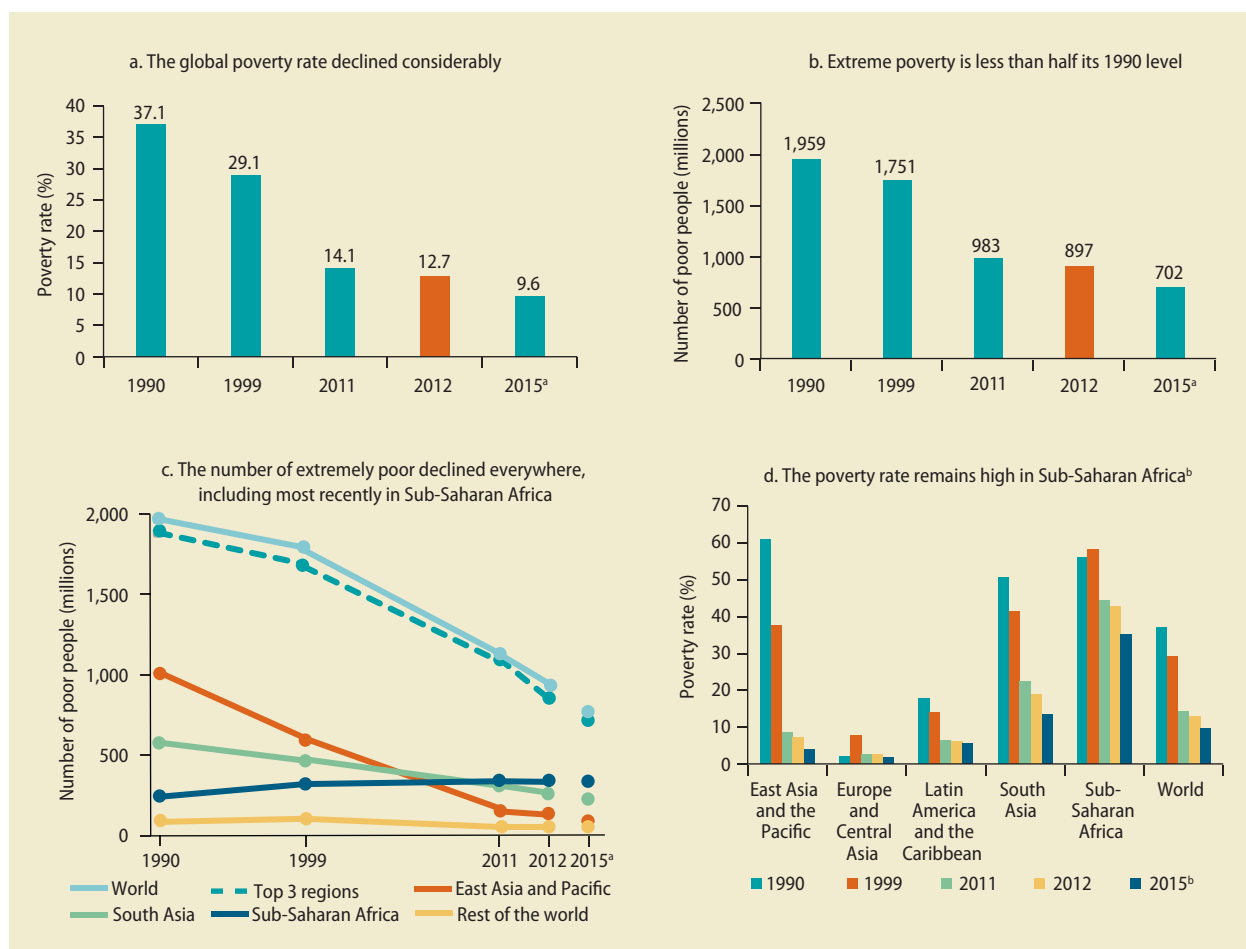 a. The global poverty rate declined considerably
Poverty rate (%)
40
35
30
25
20
15
10
5
0
37.1
29.1
14.1
12.7
9.6
1990
1999
2011
2012
2015ᵃ
b. Extreme poverty is less than half its 1990 level
Number of poor people (millions)
2,500
2,000
1,500
1,000
500
0
1,959
1,751
983
897
702
1990
1999
2011
2012
2015ᵃ
c. The number of extremely poor declined everywhere,
including most recently in Sub-Saharan Africa
Number of poor people (millions)
2,000
1,500
1,000
500
0
1990
1999
2011
2012
2015ᵃ
World
Top 3 regions
East Asia and Pacific
South Asia
Sub-Saharan Africa
Rest of the world
d. The poverty rate remains high in Sub-Saharan Africaᵇ
Poverty rate (%)
70
60
50
40
30
20
10
0
East Asia
and the
Pacific
Europe
and
Central
Asia
Latin
America
and the
Caribbean
South
Asia
Sub-
Saharan
Africa
World
1990
1999
2011
2012
2015ᵇ